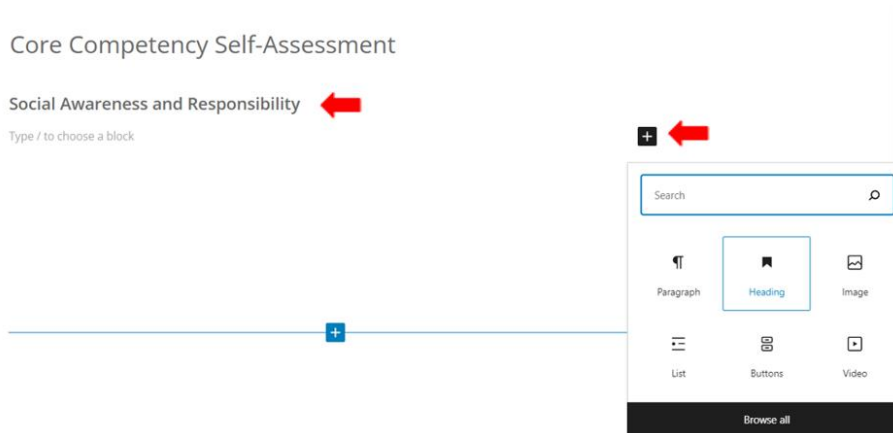 Core Competency Self-Assessment
Social Awareness and Responsibility
Type / to choose a block
Search
Paragraph Heading Image
List Buttons Video
Browse all